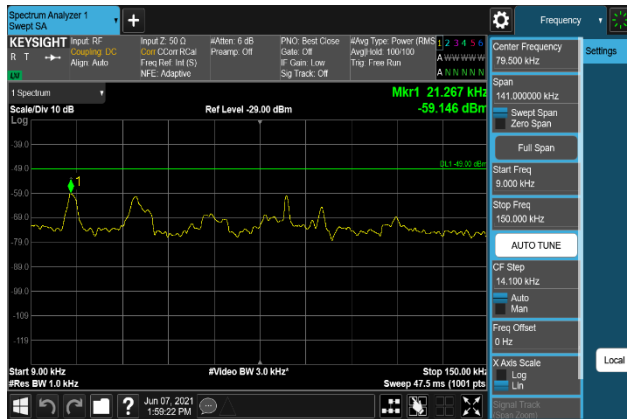 Spectrum Analyzer 1
Swept SA
+
Frequency
KEYSIGHT
R T
Input: RF
Coupling: DC
Align: Auto
Input Z: 50 Ω
Corr CCorr RCal
Freq Ref: Int (S)
NFE: Adaptive
#Atten: 6 dB
Preamp: Off
PNO: Best Close
Gate: Off
IF Gain: Low
Sig Track: Off
#Avg Type: Power (RMS
Avg|Hold: 100/100
Trig: Free Run
1 2 3 4 5 6
A W W W W W
A N N N N N
LXI
1 Spectrum
Scale/Div 10 dB
Log
Ref Level -29.00 dBm
Mkr1 21.267 kHz
-59.146 dBm
DL1 -49.00 dBm
1
-39.0
-49.0
-59.0
-69.0
-79.0
-89.0
-99.0
-109
-119
Start 9.00 kHz
#Res BW 1.0 kHz
#Video BW 3.0 kHz*
Stop 150.00 kHz
Sweep 47.5 ms (1001 pts
Jun 07, 2021
1:59:22 PM
Center Frequency
79.500 kHz
Span
141.000000 kHz
Swept Span
Zero Span
Full Span
Start Freq
9.000 kHz
Stop Freq
150.000 kHz
AUTO TUNE
CF Step
14.100 kHz
Auto
Man
Freq Offset
0 Hz
X Axis Scale
Log
Lin
Signal Track
(Span Zoom)
Settings
Local